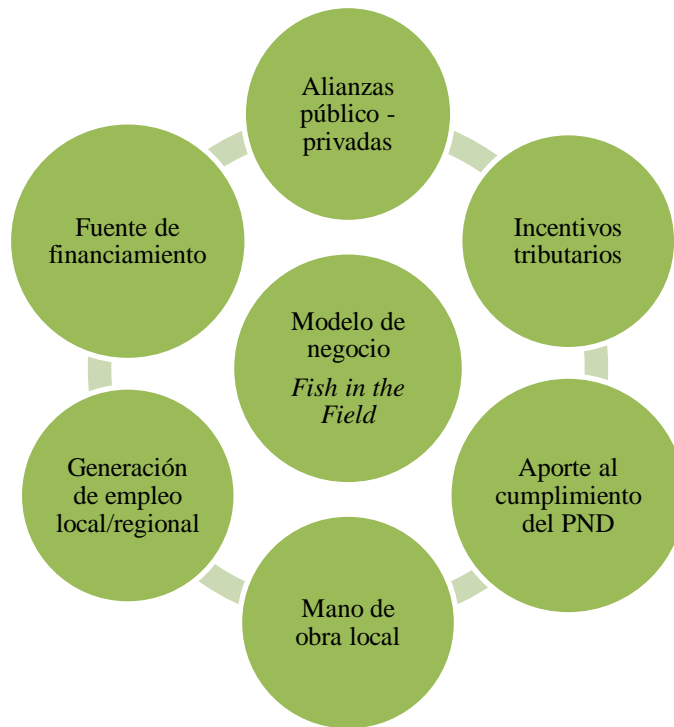 Alianzas
público -
privadas
Incentivos
tributarios
Aporte al
cumplimiento
del PND
Mano de
obra local
Generación
de empleo
local/regional
Fuente de
financiamiento
Modelo de
negocio
Fish in the
Field